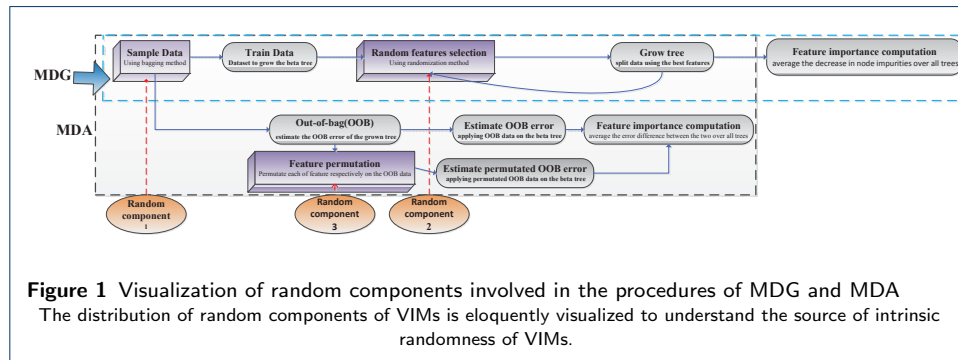 Sample Data
Using bagging method
Train Data
Dataset to grow the beta tree
Random features selection
Using randomization method
Grow tree
split data using the best features
Feature importance computation
average the decrease in node impurities over all trees
MDG
MDA
Out-of-bag(OOB)
estimate the OOB error of the grown tree
Estimate OOB error
applying OOB data on the beta tree
Feature importance computation
average the error difference between the two over all trees
Feature permutation
Permutate each of feature respectively on the OOB data
Estimate permutated OOB error
applying permutated OOB data on the beta tree
Random
component
1
Random
component
3
Random
component
2
Figure 1 Visualization of random components involved in the procedures of MDG and MDA
The distribution of random components of VIMs is eloquently visualized to understand the source of intrinsic
randomness of VIMs.